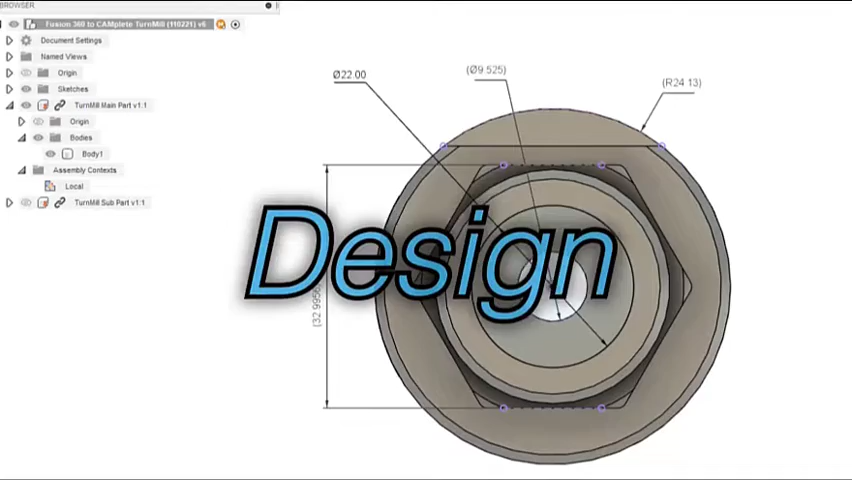 BROWSER
Fusion 360 to CAMplete TurnMill (110221) v6
Document Settings
Named Views
Origin
Sketches
TurnMill Main Part v1:1
Origin
Bodies
Body1
Assembly Contexts
Local
TurnMill Sub Part v1:1
Ø22.00
(Ø9.525)
(R24.13)
Design